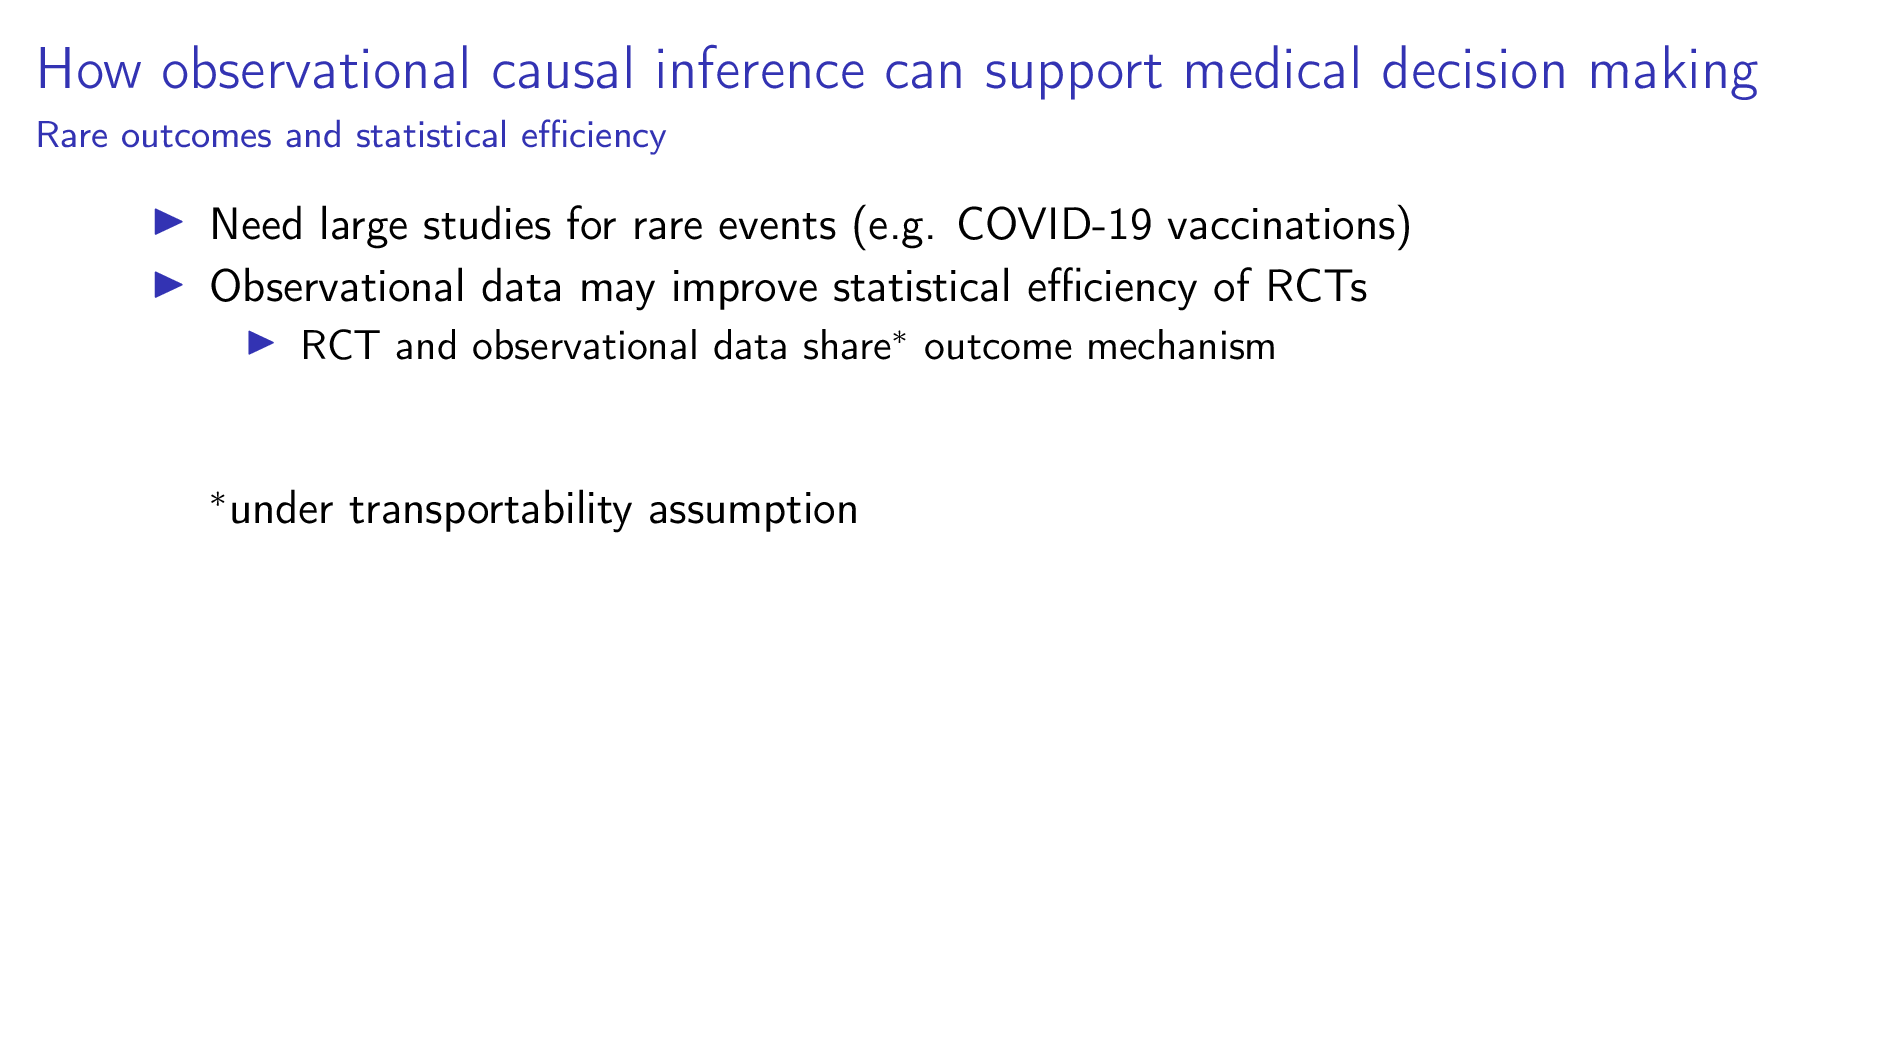 How observational causal inference can support medical decision making
Rare outcomes and statistical efficiency
Need large studies for rare events (e.g. COVID-19 vaccinations)
Observational data may improve statistical efficiency of RCTs
RCT and observational data share* outcome mechanism
*under transportability assumption